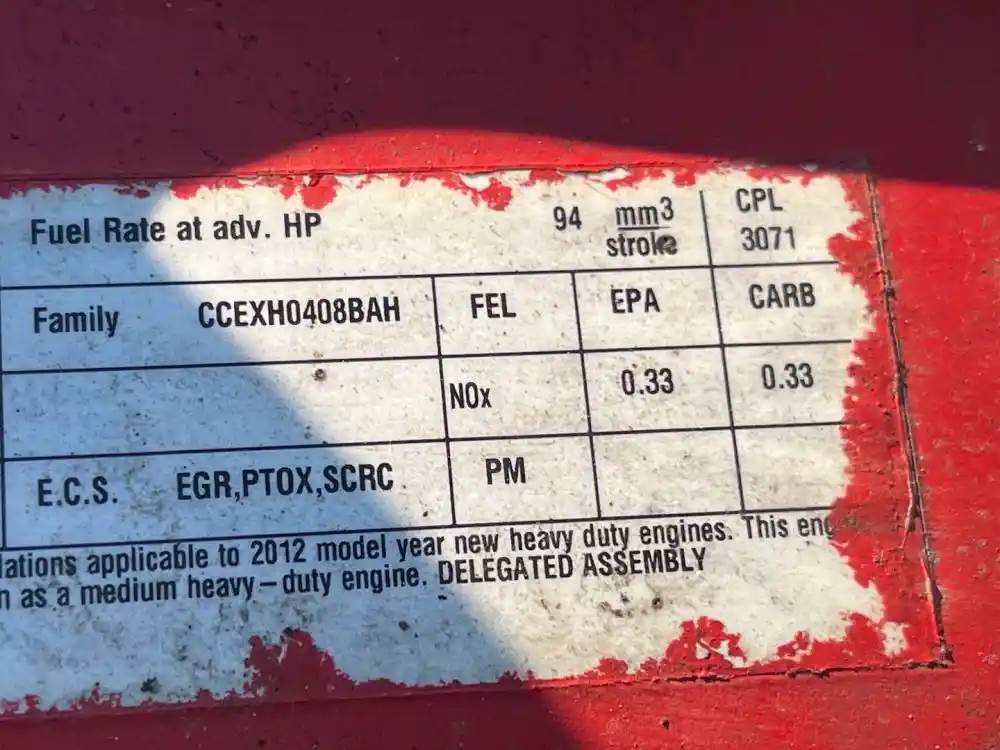 Fuel Rate at adv. HP 94 mm3 CPL
stroke 3071
Family CCEXH0408BAH FEL EPA CARB
NOx 0.33 0.33
E.C.S. EGR,PTOX,SCRC PM
applicable to 2012 model year new heavy duty engines. This
as a medium heavy-duty engine. DELEGATED ASSEMBLY